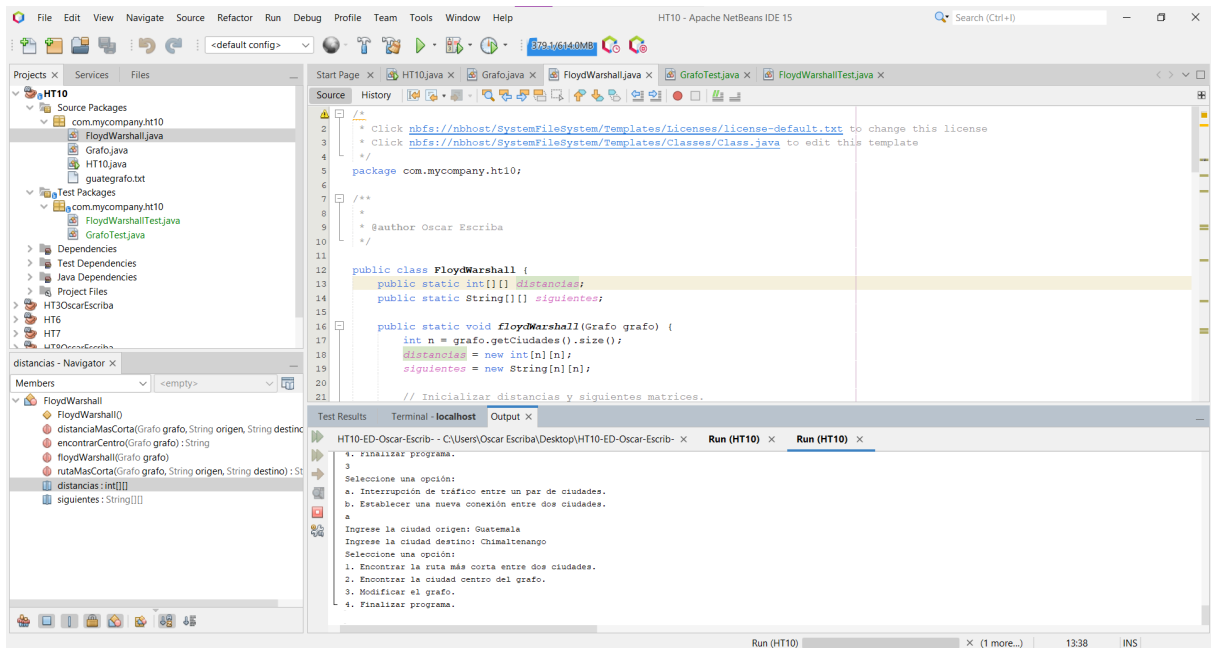 File Edit View Navigate Source Refactor Run Debug Profile Team Tools Window Help HT10 - Apache NetBeans IDE 15 Search (Ctrl+I)
<default config> 379.1/614.0MB
Projects Services Files
HT10
Source Packages
com.mycompany.ht10
FloydWarshall.java
Grafo.java
HT10.java
guategrafo.txt
Test Packages
com.mycompany.ht10
FloydWarshallTest.java
GrafoTest.java
Dependencies
Test Dependencies
Java Dependencies
Project Files
HT3OscarEscriba
HT6
HT7
HT8OscarEscriba
distancias - Navigator
Members <empty>
FloydWarshall
FloydWarshall()
distanciaMasCorta(Grafo grafo, String origen, String destino
encontrarCentro(Grafo grafo) : String
floydWarshall(Grafo grafo)
rutaMasCorta(Grafo grafo, String origen, String destino) : St
distancias : int[][]
siguientes : String[][]
Start Page HT10.java Grafo.java FloydWarshall.java GrafoTest.java FloydWarshallTest.java
Source History
/*
2 * Click nbfs://nbhost/SystemFileSystem/Templates/Licenses/license-default.txt to change this license
3 * Click nbfs://nbhost/SystemFileSystem/Templates/Classes/Class.java to edit this template
4 */
5 package com.mycompany.ht10;
6
7 /**
8 *
9 * @author Oscar Escriba
10 */
11
12 public class FloydWarshall {
13 public static int[][] distancias;
14 public static String[][] siguientes;
15
16 public static void floydWarshall(Grafo grafo) {
17 int n = grafo.getCiudades().size();
18 distancias = new int[n][n];
19 siguientes = new String[n][n];
20
21 // Inicializar distancias y siguientes matrices.
Test Results Terminal - localhost Output
HT10-ED-Oscar-Escrib- - C:\Users\Oscar Escriba\Desktop\HT10-ED-Oscar-Escrib- Run (HT10) Run (HT10)
4. Finalizar programa.
3
Seleccione una opción:
a. Interrupción de tráfico entre un par de ciudades.
b. Establecer una nueva conexión entre dos ciudades.
a
Ingrese la ciudad origen: Guatemala
Ingrese la ciudad destino: Chimaltenango
Seleccione una opción:
1. Encontrar la ruta más corta entre dos ciudades.
2. Encontrar la ciudad centro del grafo.
3. Modificar el grafo.
4. Finalizar programa.
Run (HT10) (1 more...) 13:38 INS